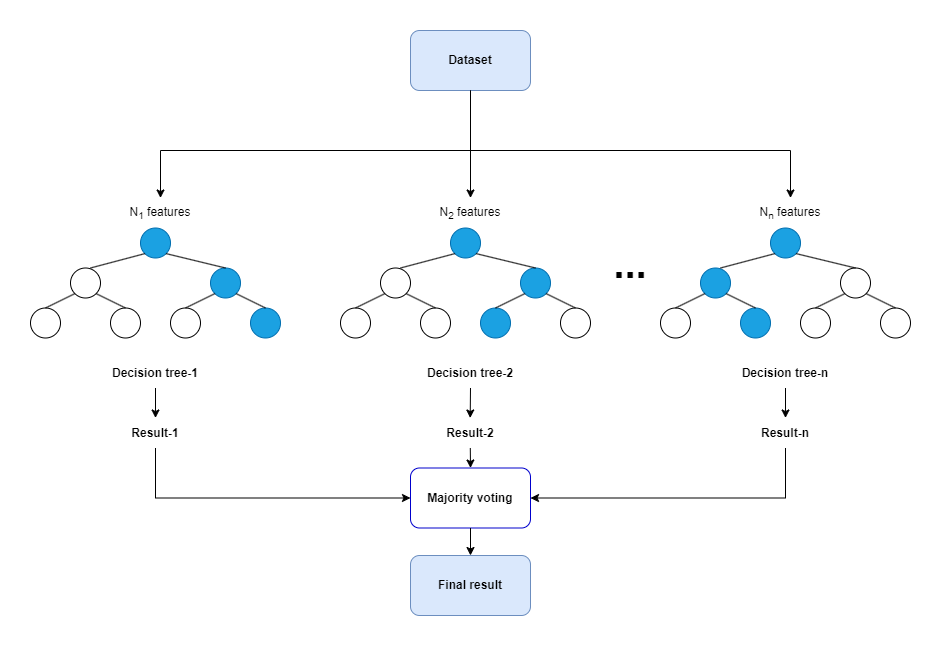 Dataset
N1 features
N2 features
Nn features
...
Decision tree-1
Decision tree-2
Decision tree-n
Result-1
Result-2
Result-n
Majority voting
Final result